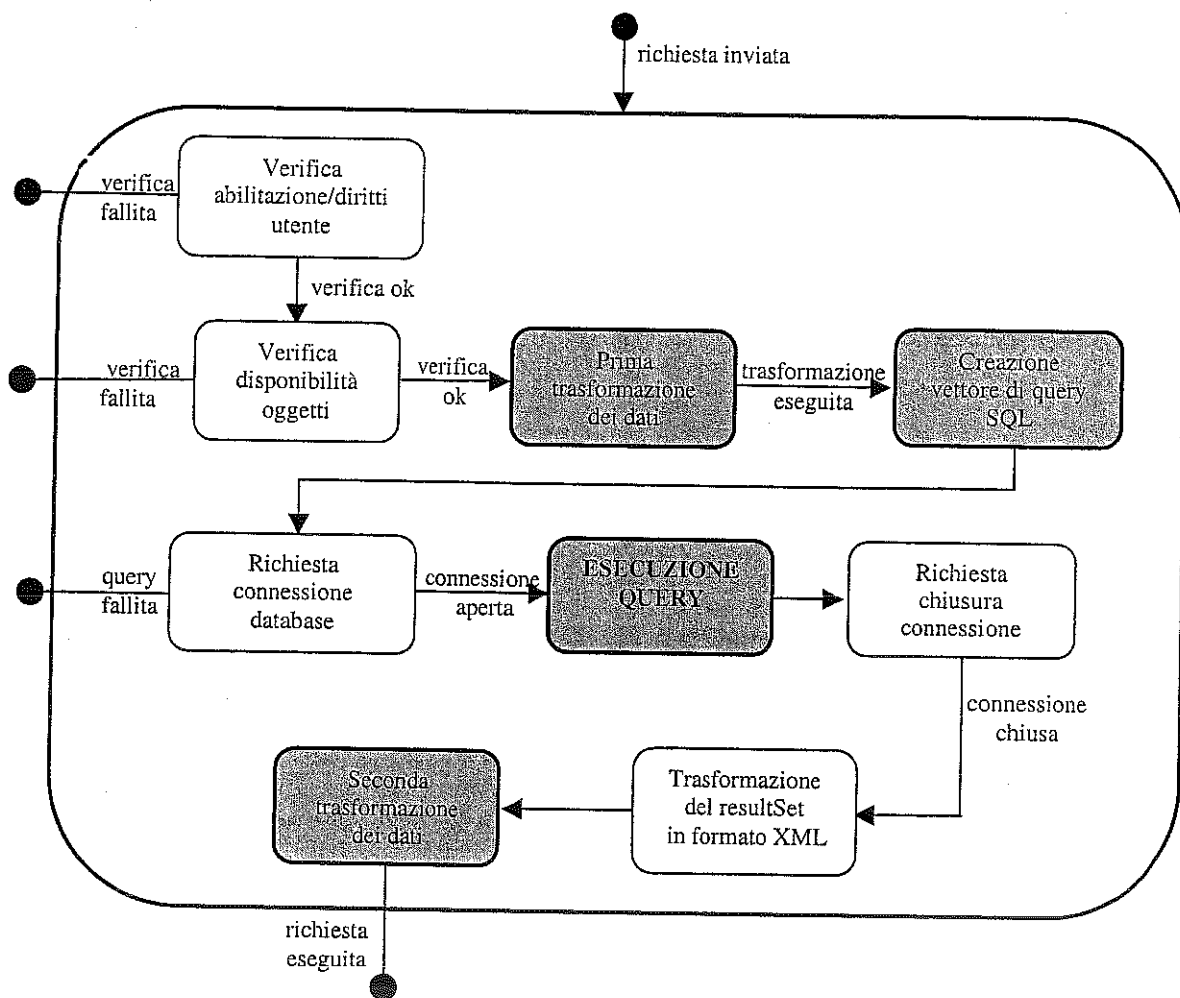 richiesta inviata
Verifica
abilitazione/diritti
utente
verifica
fallita
verifica ok
verifica
fallita
Verifica
disponibilità
oggetti
verifica
ok
Prima
trasformazione
dei dati
trasformazione
eseguita
Creazione
vettore di query
SQL
query
fallita
Richiesta
connessione
database
connessione
aperta
ESECUZIONE
QUERY
Richiesta
chiusura
connessione
connessione
chiusa
Seconda
trasformazione
dei dati
Trasformazione
del resultSet
in formato XML
richiesta
eseguita